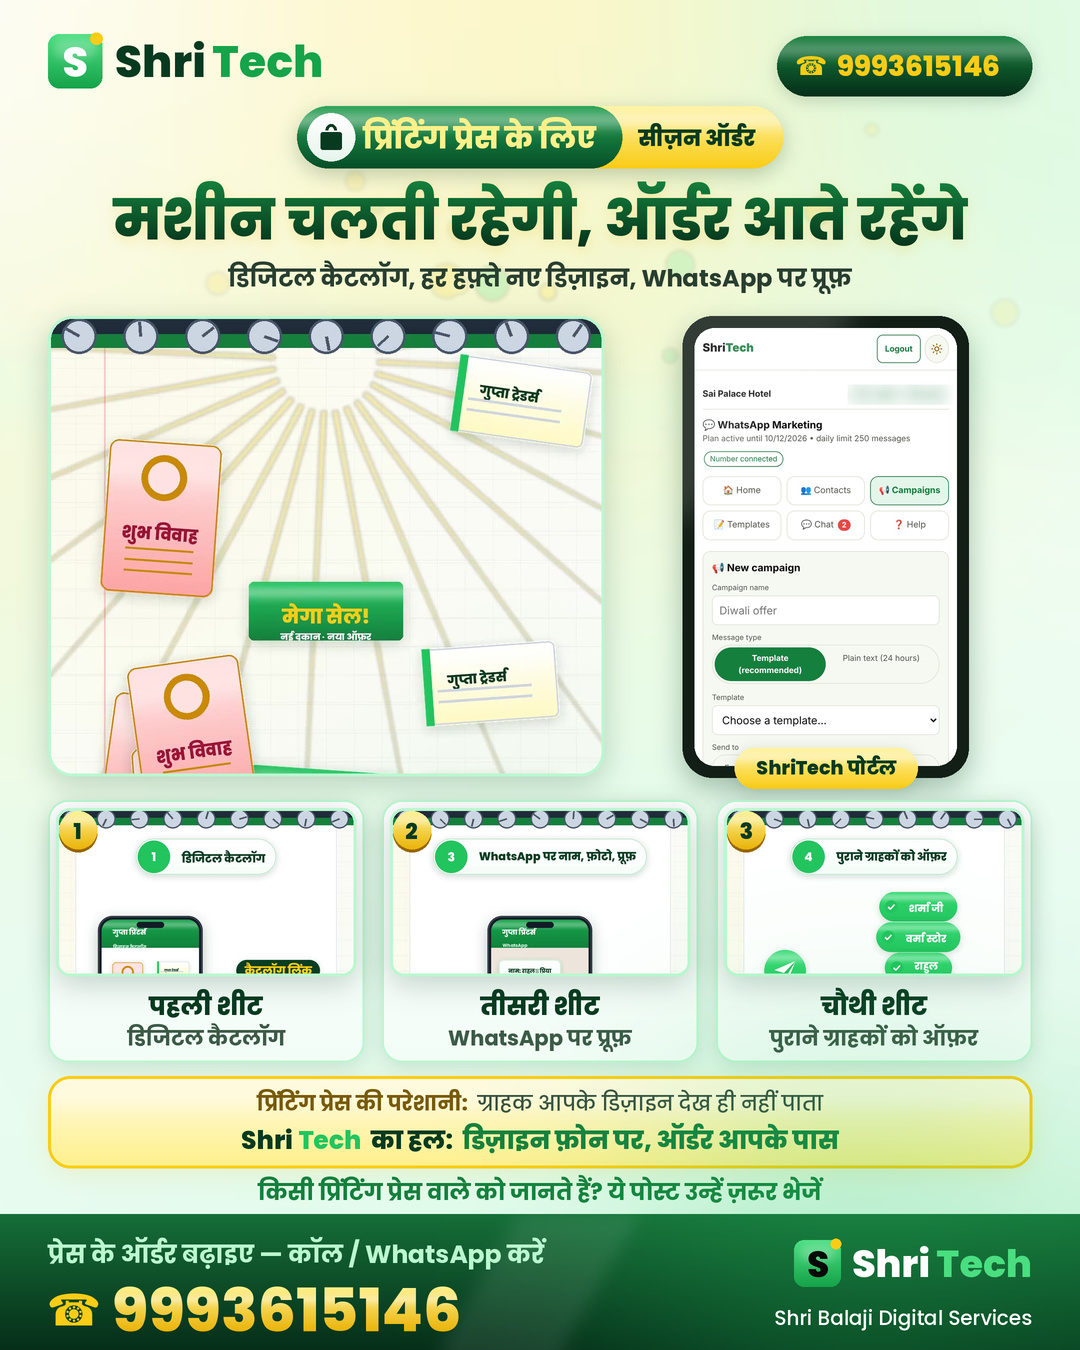 S Shri Tech
☎ 9993615146
प्रिंटिंग प्रेस के लिए
सीज़न ऑर्डर
मशीन चलती रहेगी, ऑर्डर आते रहेंगे
डिजिटल कैटलॉग, हर हफ़्ते नए डिज़ाइन, WhatsApp पर प्रूफ़
गुप्ता ट्रेडर्स
शुभ विवाह
मेगा सेल!
नई दुकान · नया ऑफ़र
गुप्ता ट्रेडर्स
शुभ विवाह
ShriTech
Logout
Sai Palace Hotel
💬 WhatsApp Marketing
Plan active until 10/12/2026 • daily limit 250 messages
Number connected
🏠 Home
👥 Contacts
📢 Campaigns
📝 Templates
💬 Chat 2
❓ Help
📢 New campaign
Campaign name
Diwali offer
Message type
Template (recommended)
Plain text (24 hours)
Template
Choose a template...
Send to
ShriTech पोर्टल
1
1 डिजिटल कैटलॉग
गुप्ता प्रिंटर्स
डिजिटल कैटलॉग
कैटलॉग लिंक
पहली शीट
डिजिटल कैटलॉग
2
3 WhatsApp पर नाम, फ़ोटो, प्रूफ़
गुप्ता प्रिंटर्स
WhatsApp
तीसरी शीट
WhatsApp पर प्रूफ़
3
4 पुराने ग्राहकों को ऑफ़र
शर्मा जी
वर्मा स्टोर
राहुल
चौथी शीट
पुराने ग्राहकों को ऑफ़र
प्रिंटिंग प्रेस की परेशानी: ग्राहक आपके डिज़ाइन देख ही नहीं पाता
Shri Tech का हल: डिज़ाइन फ़ोन पर, ऑर्डर आपके पास
किसी प्रिंटिंग प्रेस वाले को जानते हैं? ये पोस्ट उन्हें ज़रूर भेजें
प्रेस के ऑर्डर बढ़ाइए — कॉल / WhatsApp करें
☎ 9993615146
S Shri Tech
Shri Balaji Digital Services